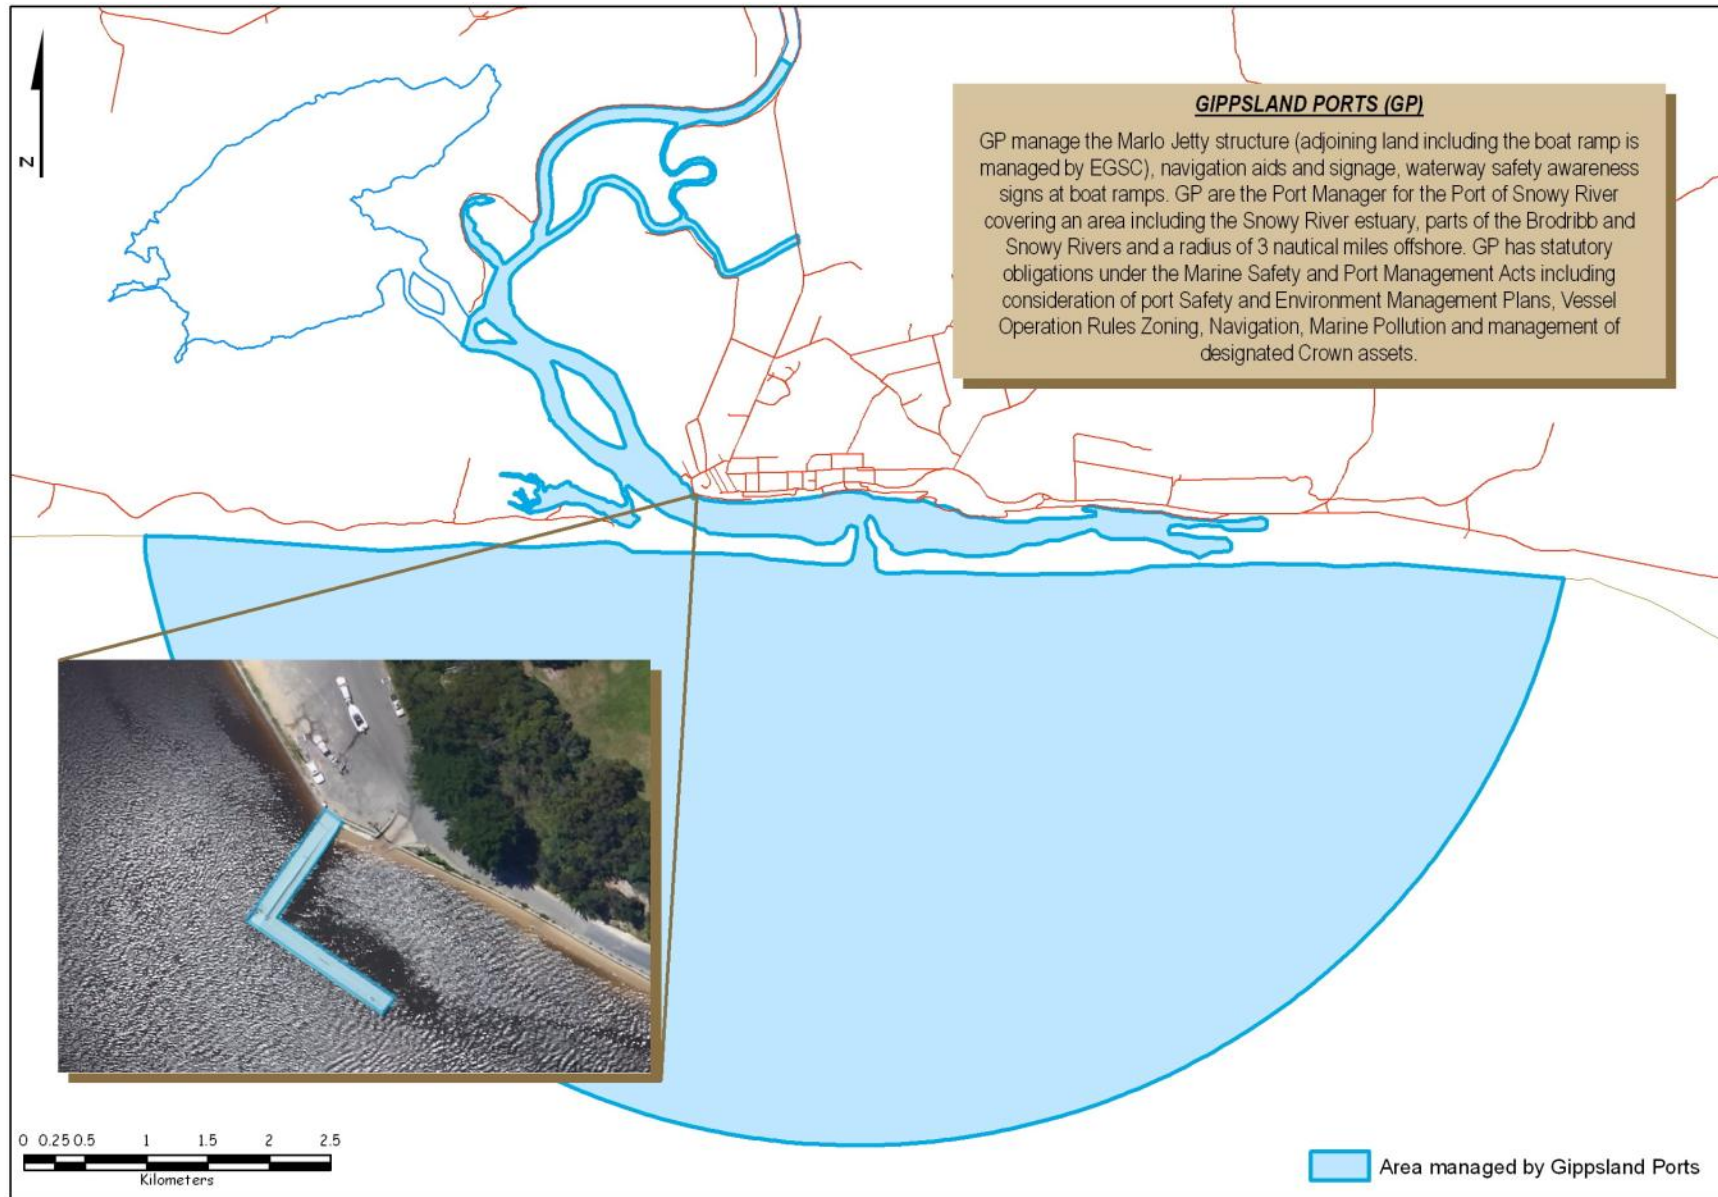 GIPPSLAND PORTS (GP)
GP manage the Marlo Jetty structure (adjoining land including the boat ramp is
managed by EGSC), navigation aids and signage, waterway safety awareness
signs at boat ramps. GP are the Port Manager for the Port of Snowy River
covering an area including the Snowy River estuary, parts of the Brodribb and
Snowy Rivers and a radius of 3 nautical miles offshore. GP has statutory
obligations under the Marine Safety and Port Management Acts including
consideration of port Safety and Environment Management Plans, Vessel
Operation Rules Zoning, Navigation, Marine Pollution and management of
designated Crown assets.
N
0 0.25 0.5 1 1.5 2 2.5
Kilometers
Area managed by Gippsland Ports